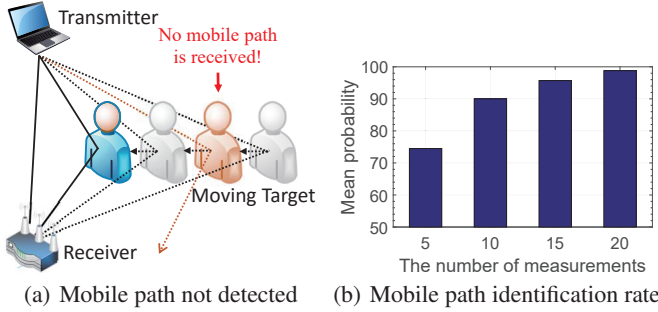 Transmitter
No mobile path
is received!
Moving Target
Receiver
(a) Mobile path not detected
Mean probability
100
90
80
70
60
50
5 10 15 20
The number of measurements
(b) Mobile path identification rate